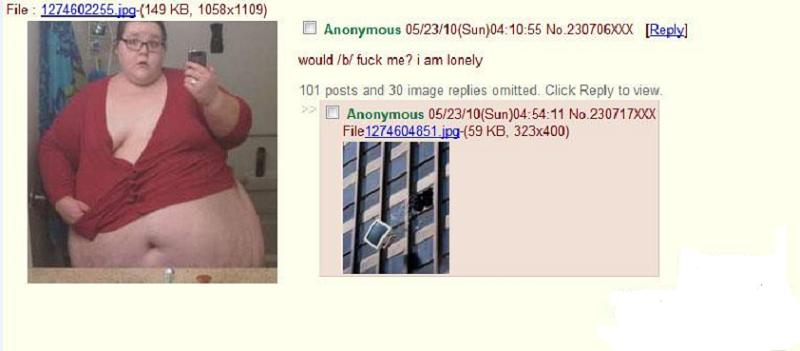 File : 1274602255.jpg-(149 KB, 1058x1109)
Anonymous 05/23/10(Sun)04:10:55 No.230706XXX [Reply]
would /b/ fuck me? i am lonely
101 posts and 30 image replies omitted. Click Reply to view.
>> Anonymous 05/23/10(Sun)04:54:11 No.230717XXX
File1274604851.jpg-(59 KB, 323x400)